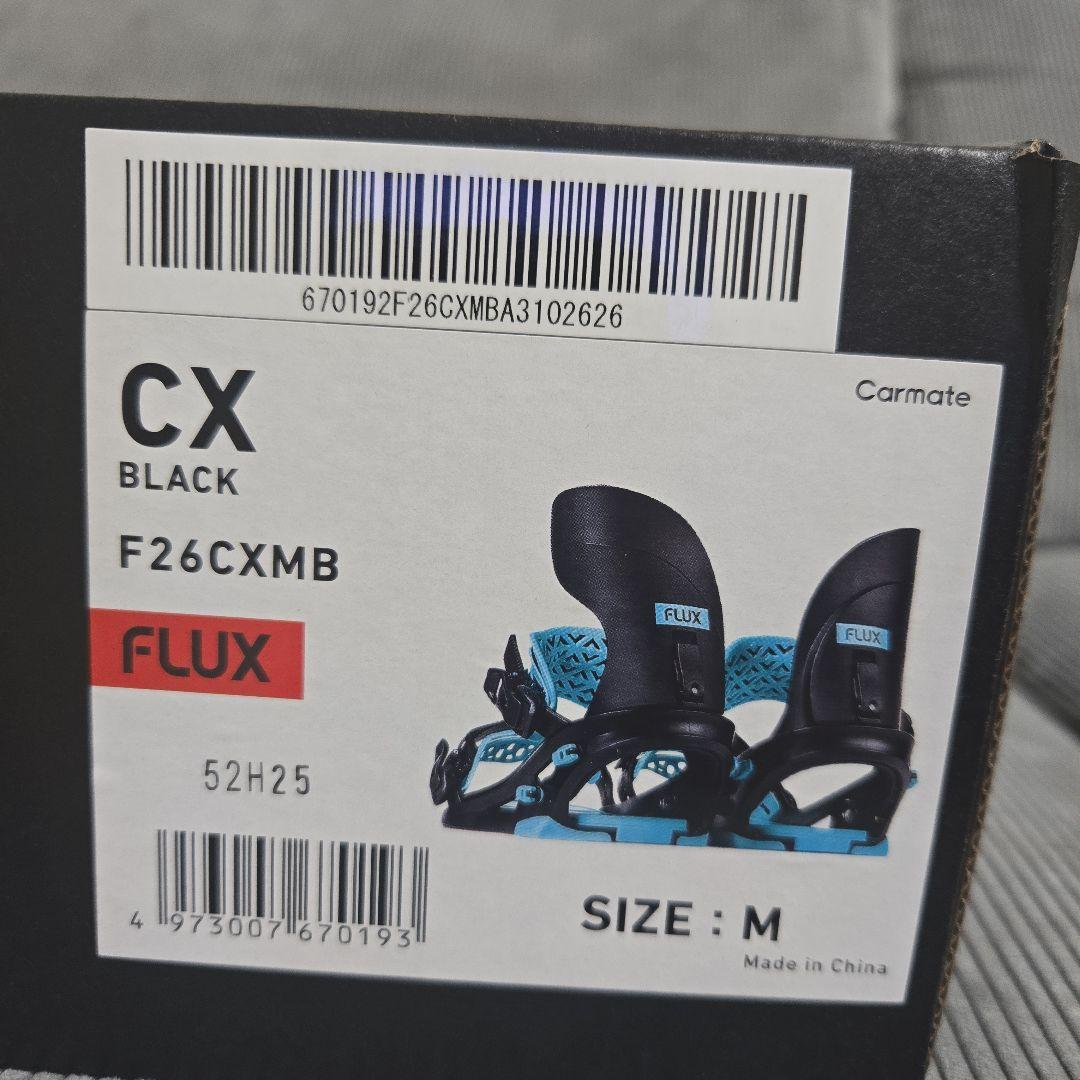 670192F26CXMBA3102626
CX
BLACK
Carmate
F26CXMB
FLUX
FLUX
FLUX
52H25
4 973007 670193
SIZE : M
Made in China